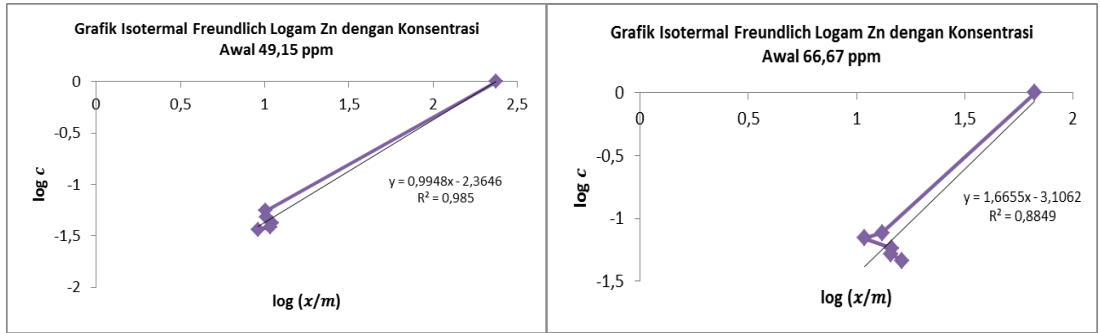 Grafik Isotermal Freundlich Logam Zn dengan Konsentrasi
Awal 49,15 ppm
0
0 0,5 1 1,5 2 2,5
-0,5
-1
-1,5
-2
y = 0,9948x - 2,3646
R² = 0,985
log c
log (x/m)
Grafik Isotermal Freundlich Logam Zn dengan Konsentrasi
Awal 66,67 ppm
0
0 0,5 1 1,5 2
-0,5
-1
-1,5
y = 1,6655x - 3,1062
R² = 0,8849
log c
log (x/m)